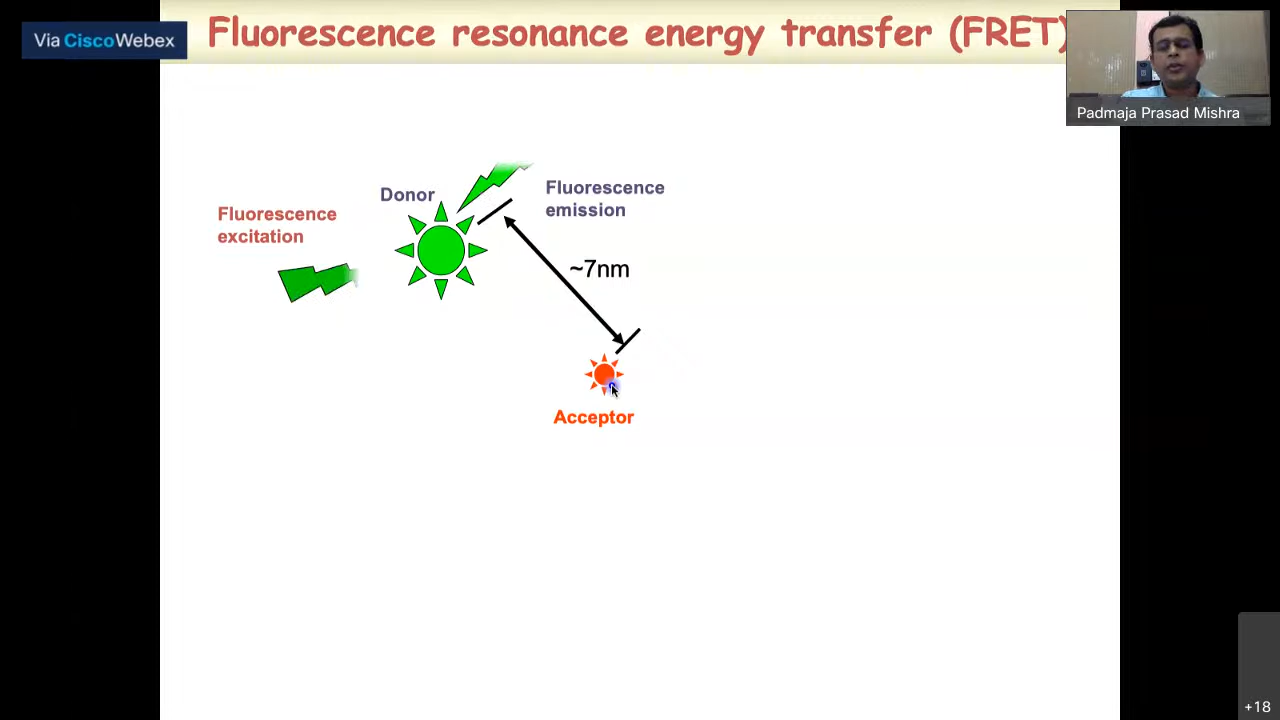 Via CiscoWebex
Fluorescence resonance energy transfer (FRET)
Padmaja Prasad Mishra
Donor
Fluorescence
emission
Fluorescence
excitation
~7nm
Acceptor
+18